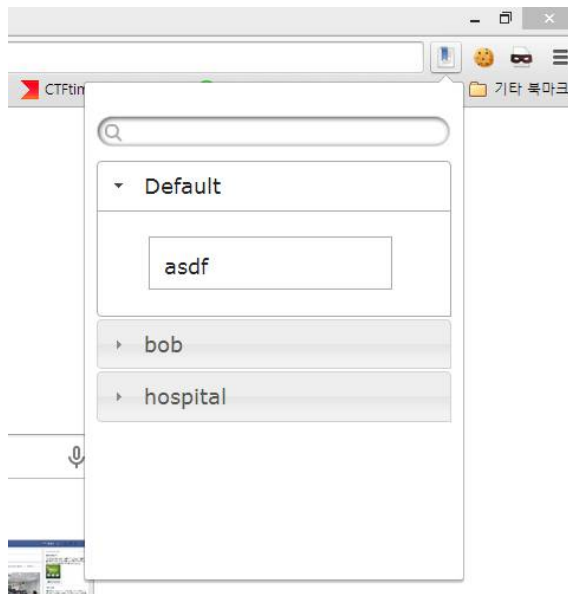 CTFtim
기타 북마크
Default
asdf
bob
hospital